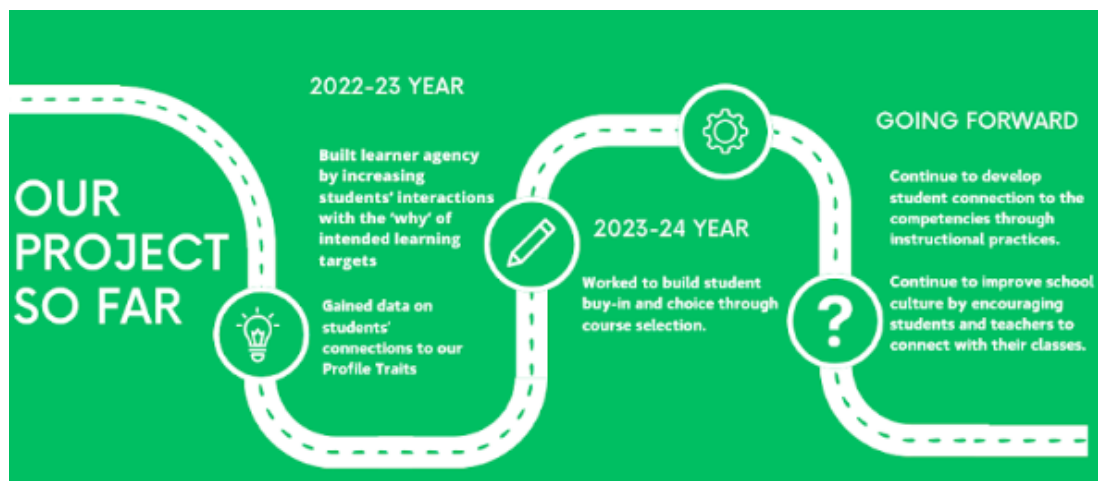 OUR
PROJECT
SO FAR
2022-23 YEAR
Built learner agency
by increasing
students' interactions
with the 'why' of
intended learning
targets
Gained data on
students'
connections to our
Profile Traits
2023-24 YEAR
Worked to build student
buy-in and choice through
course selection.
GOING FORWARD
Continue to develop
student connection to the
competencies through
instructional practices.
Continue to improve school
culture by encouraging
students and teachers to
connect with their classes.
?